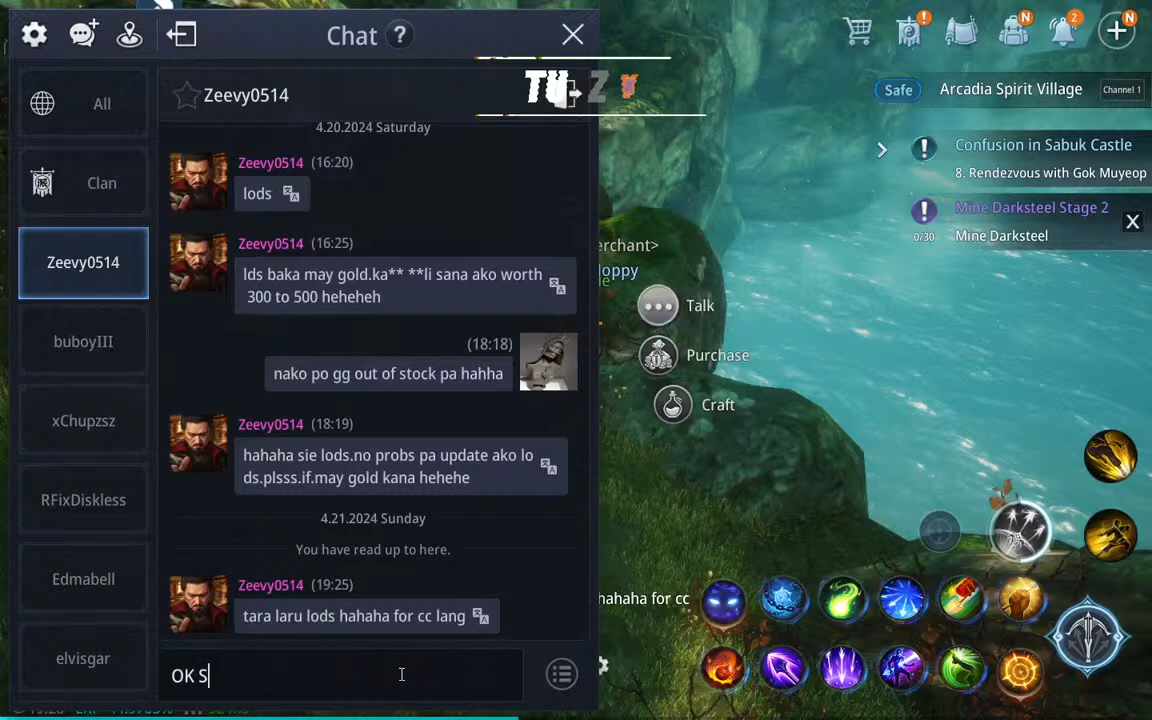 Chat ?
All
Clan
Zeevy0514
buboyIII
xChupzsz
RFixDiskless
Edmabell
elvisgar
Zeevy0514
4.20.2024 Saturday
Zeevy0514 (16:20)
lods
Zeevy0514 (16:25)
lds baka may gold.ka** **li sana ako worth
300 to 500 heheheh
(18:18)
nako po gg out of stock pa hahha
Zeevy0514 (18:19)
hahaha sie lods.no probs pa update ako lo
ds.plsss.if.may gold kana hehehe
4.21.2024 Sunday
You have read up to here.
Zeevy0514 (19:25)
tara laru lods hahaha for cc lang
OK S
N
2
N
Safe Arcadia Spirit Village Channel 1
Confusion in Sabuk Castle
8. Rendezvous with Gok Muyeop
Mine Darksteel Stage 2 X
0/30 Mine Darksteel
erchant>
loppy
Talk
Purchase
Craft
hahaha for cc